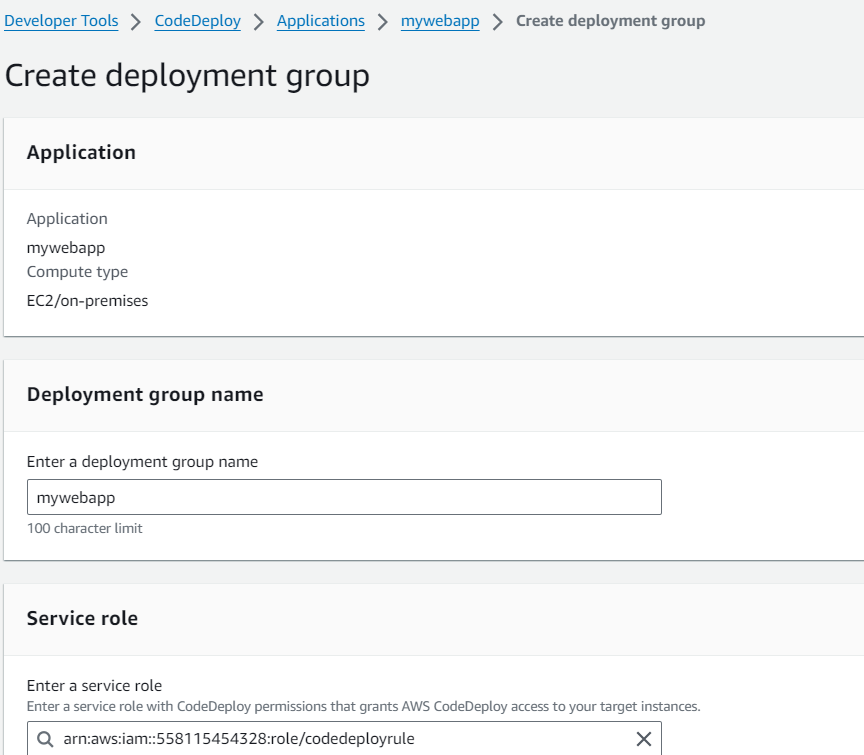 Developer Tools > CodeDeploy > Applications > mywebapp > Create deployment group
Create deployment group
Application
Application
mywebapp
Compute type
EC2/on-premises
Deployment group name
Enter a deployment group name
mywebapp
100 character limit
Service role
Enter a service role
Enter a service role with CodeDeploy permissions that grants AWS CodeDeploy access to your target instances.
arn:aws:iam::558115454328:role/codedeployrule